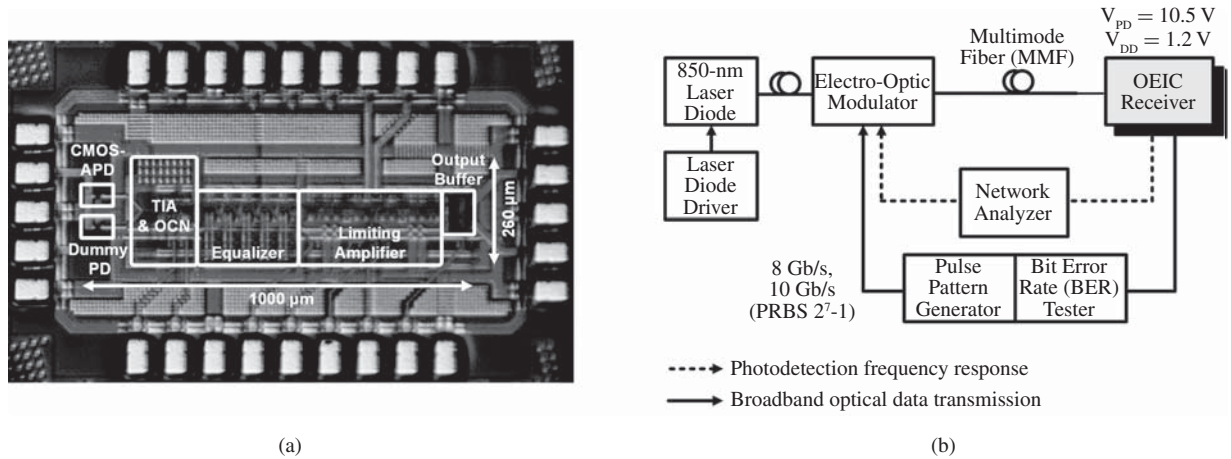 CMOS-
APD
TIA
& OCN
Dummy
PD
Equalizer
Limiting
Amplifier
Output
Buffer
260 µm
1000 µm
(a)
V_PD = 10.5 V
V_DD = 1.2 V
Multimode
Fiber (MMF)
850-nm
Laser
Diode
Electro-Optic
Modulator
OEIC
Receiver
Laser
Diode
Driver
Network
Analyzer
8 Gb/s,
10 Gb/s
(PRBS 2⁷-1)
Pulse
Pattern
Generator
Bit Error
Rate (BER)
Tester
Photodetection frequency response
Broadband optical data transmission
(b)